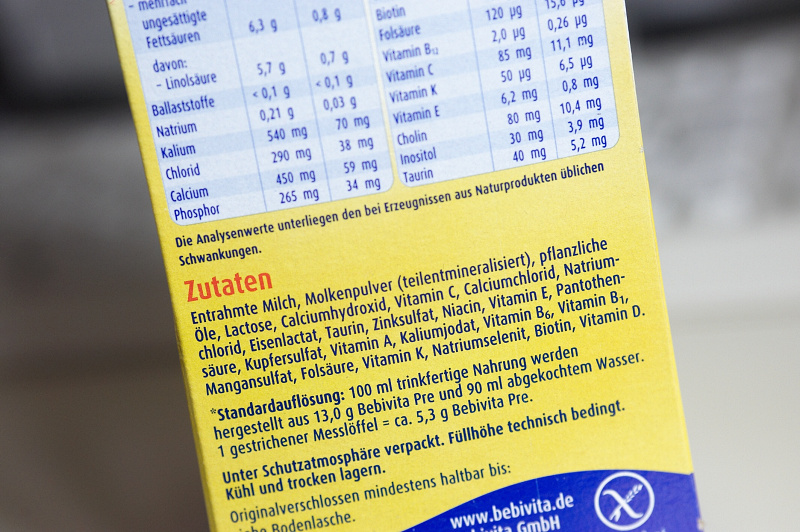 - mehrfach
ungesättigte
Fettsäuren 6,3 g 0,8 g
davon:
- Linolsäure 5,7 g 0,7 g
Ballaststoffe < 0,1 g < 0,1 g
Natrium 0,21 g 0,03 g
Kalium 540 mg 70 mg
Chlorid 290 mg 38 mg
Calcium 450 mg 59 mg
Phosphor 265 mg 34 mg
Biotin
Folsäure 120 µg 15,6 µg
Vitamin B₁₂ 2,0 µg 0,26 µg
Vitamin C 85 mg 11,1 mg
Vitamin K 50 µg 6,5 µg
Vitamin E 6,2 mg 0,8 mg
Cholin 80 mg 10,4 mg
Inositol 30 mg 3,9 mg
Taurin 40 mg 5,2 mg
Die Analysenwerte unterliegen den bei Erzeugnissen aus Naturprodukten üblichen
Schwankungen.
Zutaten
Entrahmte Milch, Molkenpulver (teilentmineralisiert), pflanzliche
Öle, Lactose, Calciumhydroxid, Vitamin C, Calciumchlorid, Natrium-
chlorid, Eisenlactat, Taurin, Zinksulfat, Niacin, Vitamin E, Pantothen-
säure, Kupfersulfat, Vitamin A, Kaliumjodat, Vitamin B₆, Vitamin B₁,
Mangansulfat, Folsäure, Vitamin K, Natriumselenit, Biotin, Vitamin D.
*Standardauflösung: 100 ml trinkfertige Nahrung werden
hergestellt aus 13,0 g Bebivita Pre und 90 ml abgekochtem Wasser.
1 gestrichener Messlöffel = ca. 5,3 g Bebivita Pre.
Unter Schutzatmosphäre verpackt. Füllhöhe technisch bedingt.
Kühl und trocken lagern.
Originalverschlossen mindestens haltbar bis:
siehe Bodenlasche.
www.bebivita.de
bebivita GmbH